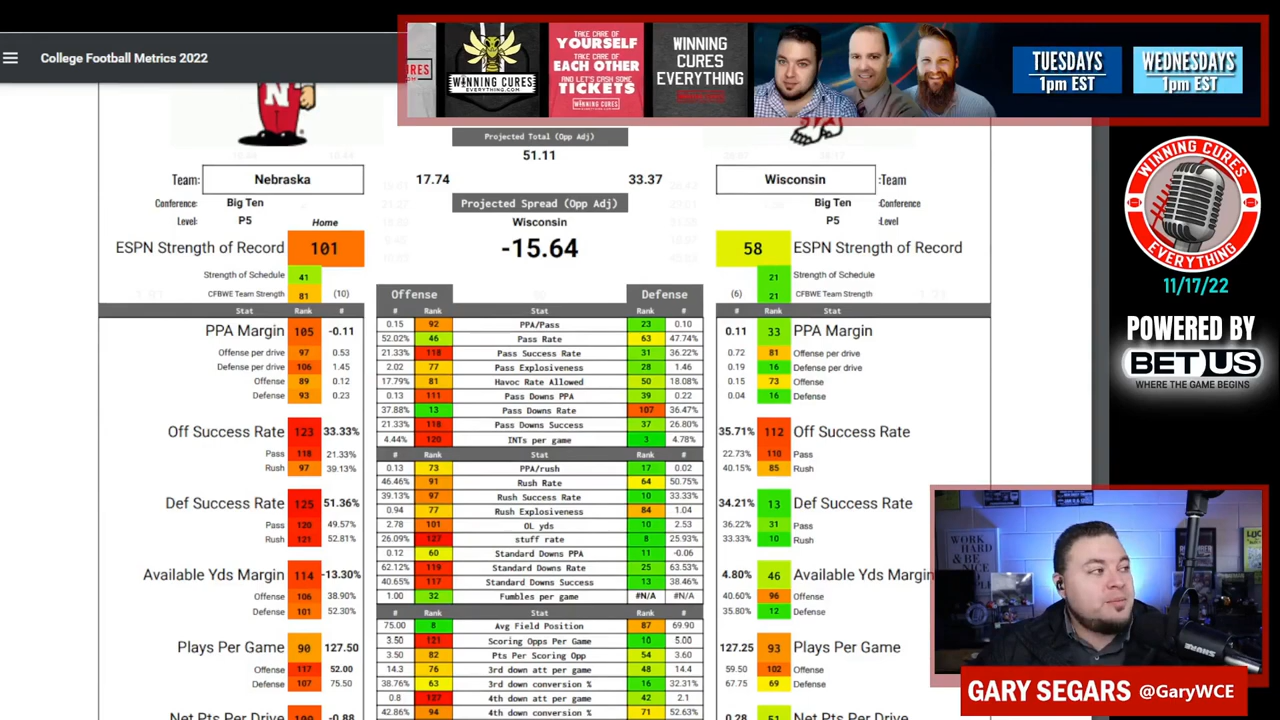 College Football Metrics 2022
WINNING CURES
EVERYTHING.COM
TAKE CARE OF
YOURSELF
TAKE CARE OF
EACH OTHER
AND LET'S CASH SOME
TICKETS
WINNING
CURES
EVERYTHING
TUESDAYS
1pm EST
WEDNESDAYS
1pm EST
Projected Total (Opp Adj)
51.11
17.74 33.37
Team: Nebraska
Wisconsin :Team
Projected Spread (Opp Adj)
Conference: Big Ten
Big Ten :Conference
Level: P5 Home
P5 :Level
Wisconsin
-15.64
ESPN Strength of Record 101
58 ESPN Strength of Record
Strength of Schedule 41
21 Strength of Schedule
CFBWE Team Strength 81 (10)
(6) 21 CFBWE Team Strength
Offense Defense
Stat Rank #
# Rank Stat Rank #
# Rank Stat
PPA Margin 105 -0.11
Offense per drive 97 0.53
Defense per drive 106 1.45
Offense 89 0.12
Defense 93 0.23
Off Success Rate 123 33.33%
Pass 118 21.33%
Rush 97 39.13%
Def Success Rate 125 51.36%
Pass 120 49.57%
Rush 121 52.81%
Available Yds Margin 114 -13.30%
Offense 106 38.90%
Defense 101 52.30%
Plays Per Game 90 127.50
Offense 117 52.00
Defense 107 75.50
Net Pts Per Drive 109 -0.88
0.15 92 PPA/Pass 23 0.10
52.02% 46 Pass Rate 63 47.74%
21.33% 118 Pass Success Rate 31 36.22%
2.02 77 Pass Explosiveness 28 1.46
17.79% 81 Havoc Rate Allowed 50 18.08%
0.13 111 Pass Downs PPA 39 0.22
37.88% 13 Pass Downs Rate 107 36.47%
21.33% 118 Pass Downs Success 37 26.80%
4.44% 120 INTs per game 3 4.78%
# Rank Stat Rank #
0.13 73 PPA/rush 17 0.02
46.46% 91 Rush Rate 64 50.75%
39.13% 97 Rush Success Rate 10 33.33%
0.94 77 Rush Explosiveness 84 1.04
2.78 101 OL yds 10 2.53
26.09% 127 stuff rate 8 25.93%
0.12 60 Standard Downs PPA 11 -0.06
62.12% 119 Standard Downs Rate 25 63.53%
40.65% 117 Standard Downs Success 13 38.46%
1.00 32 Fumbles per game #N/A #N/A
# Rank Stat Rank #
75.00 8 Avg Field Position 87 69.90
3.50 121 Scoring Opps Per Game 10 5.00
3.50 82 Pts Per Scoring Opp 54 3.60
14.3 76 3rd down att per game 48 14.4
38.76% 63 3rd down conversion % 16 32.31%
0.8 127 4th down att per game 42 2.1
42.86% 94 4th down conversion % 71 52.63%
0.11 33 PPA Margin
0.72 81 Offense per drive
0.19 16 Defense per drive
0.15 73 Offense
0.04 16 Defense
35.71% 112 Off Success Rate
22.73% 110 Pass
40.15% 85 Rush
34.21% 13 Def Success Rate
36.22% 31 Pass
33.33% 10 Rush
4.80% 46 Available Yds Margin
40.60% 96 Offense
35.80% 12 Defense
127.25 93 Plays Per Game
59.50 102 Offense
67.75 69 Defense
0.28 51 Net Pts Per Drive
WINNING CURES
EVERYTHING
11/17/22
POWERED BY
BETUS
WHERE THE GAME BEGINS
WORK
HARD
& BE
GARY SEGARS @GaryWCE